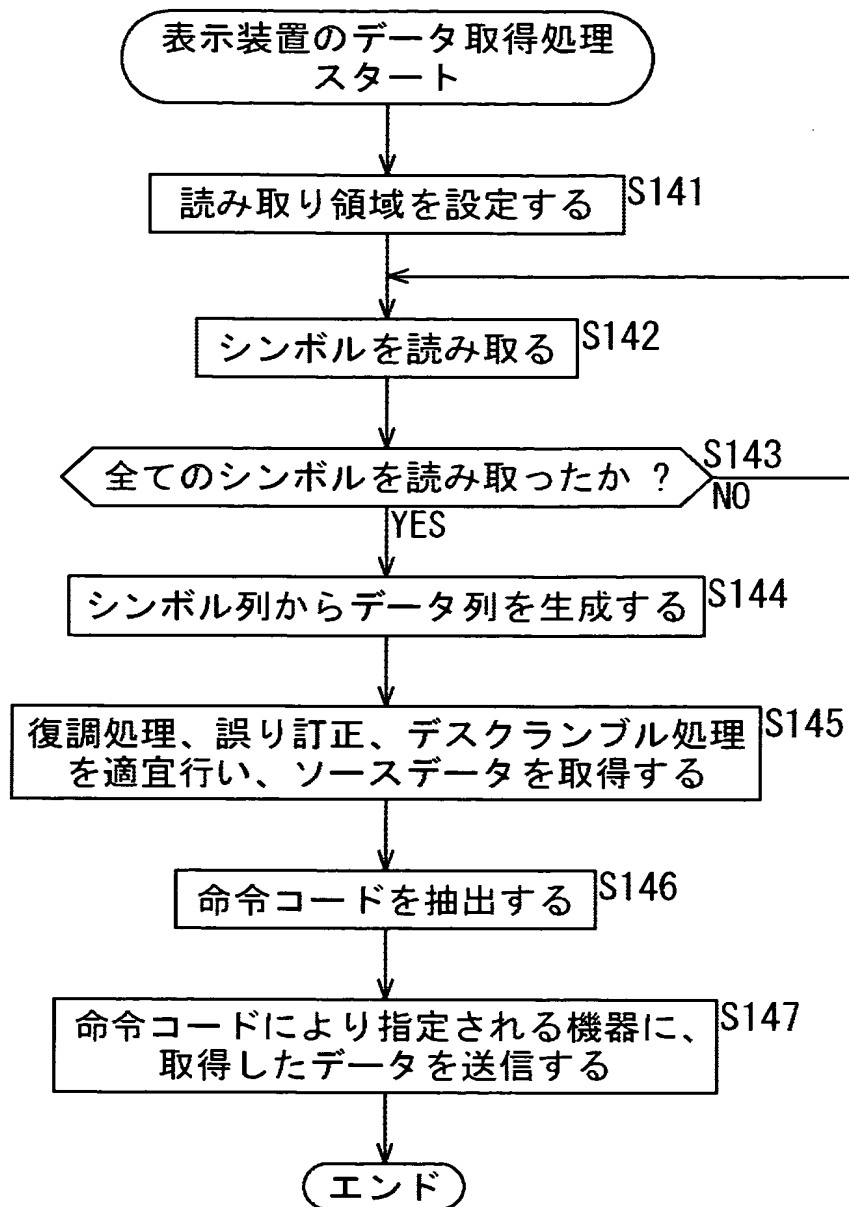 表示装置のデータ取得処理
スタート
読み取り領域を設定する
S141
シンボルを読み取る
S142
全てのシンボルを読み取ったか ?
S143
NO
YES
シンボル列からデータ列を生成する
S144
復調処理、誤り訂正、デスクランブル処理
を適宜行い、ソースデータを取得する
S145
命令コードを抽出する
S146
命令コードにより指定される機器に、
取得したデータを送信する
S147
エンド